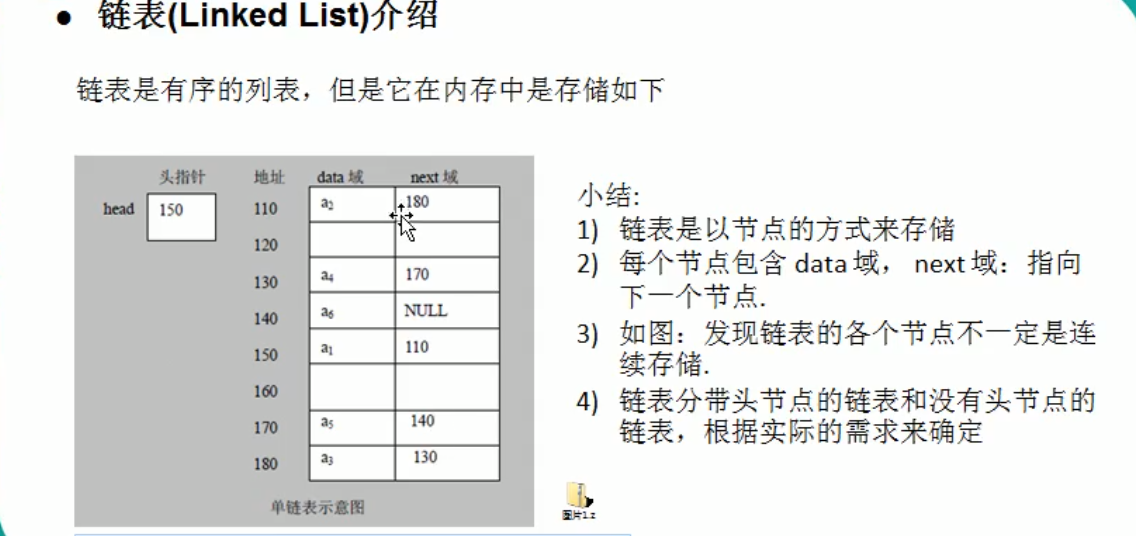 ● 链表(Linked List)介绍
链表是有序的列表，但是它在内存中是存储如下
头指针 地址 data 域 next 域
head 150 110 a₂ 180
120
130 a₄ 170
140 a₆ NULL
150 a₁ 110
160
170 a₅ 140
180 a₃ 130
单链表示意图
小结:
1) 链表是以节点的方式来存储
2) 每个节点包含 data 域， next 域：指向
下一个节点.
3) 如图：发现链表的各个节点不一定是连
续存储.
4) 链表分带头节点的链表和没有头节点的
链表，根据实际的需求来确定
图片1.z